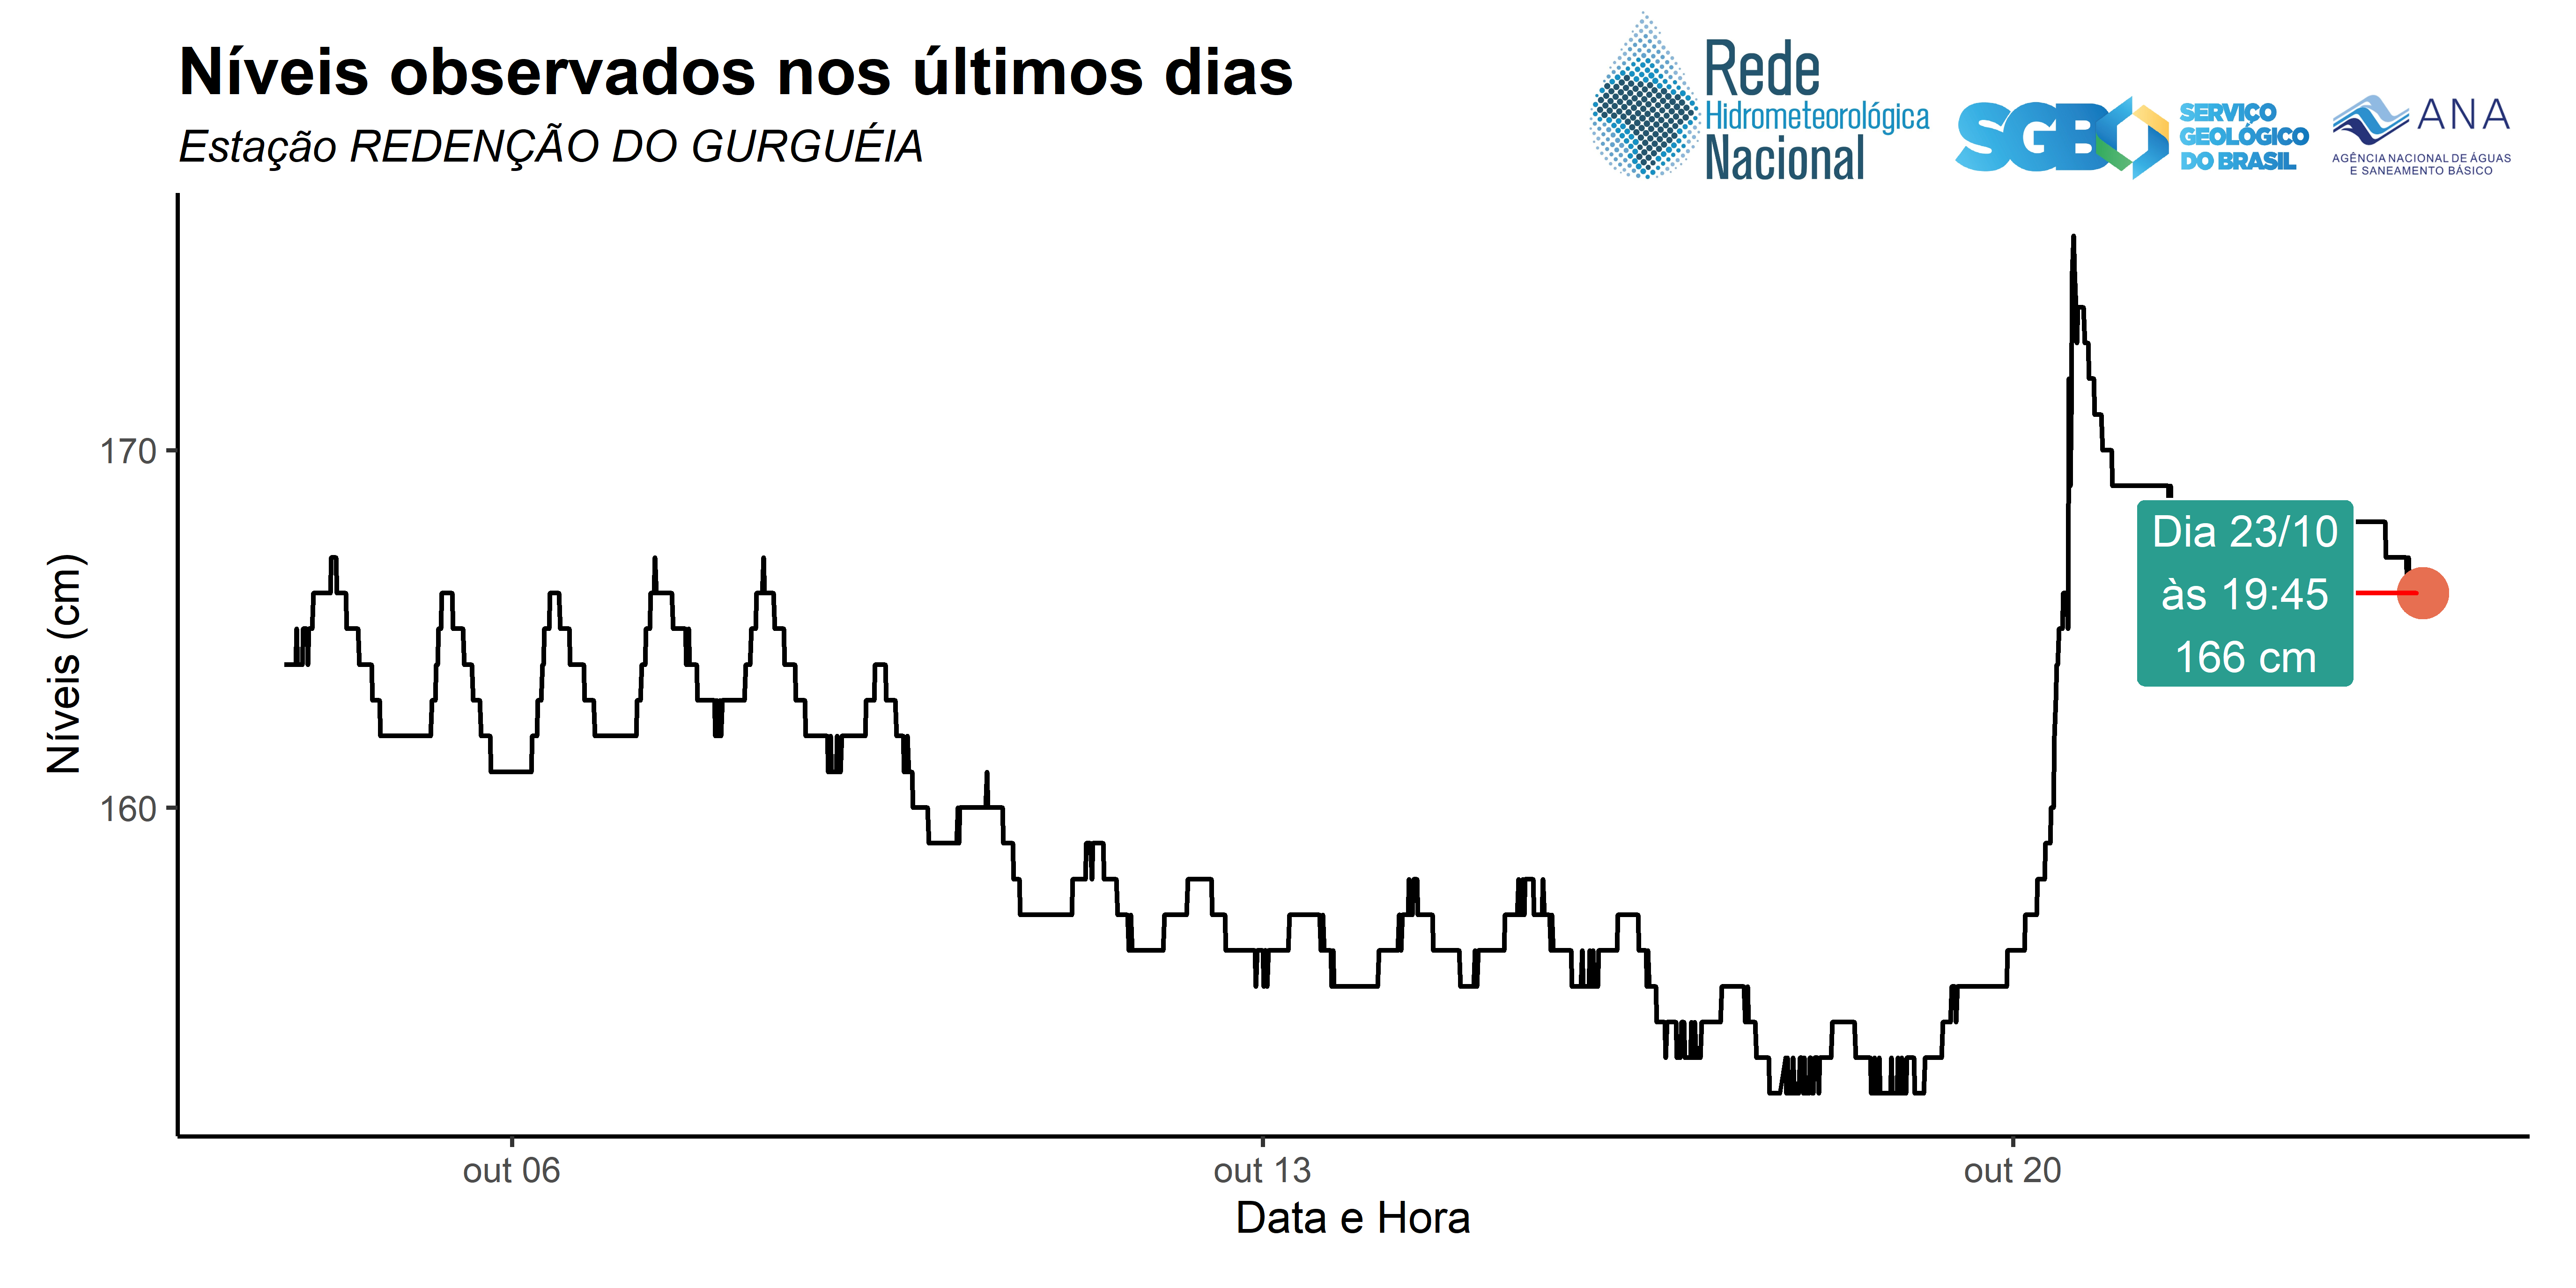 Níveis observados nos últimos dias
Estação REDENÇÃO DO GURGUÉIA
Rede
Hidrometeorológica
Nacional
SGB
SERVIÇO
GEOLÓGICO
DO BRASIL
ANA
AGÊNCIA NACIONAL DE ÁGUAS
E SANEAMENTO BÁSICO
Níveis (cm)
170
160
Dia 23/10
às 19:45
166 cm
out 06
out 13
out 20
Data e Hora